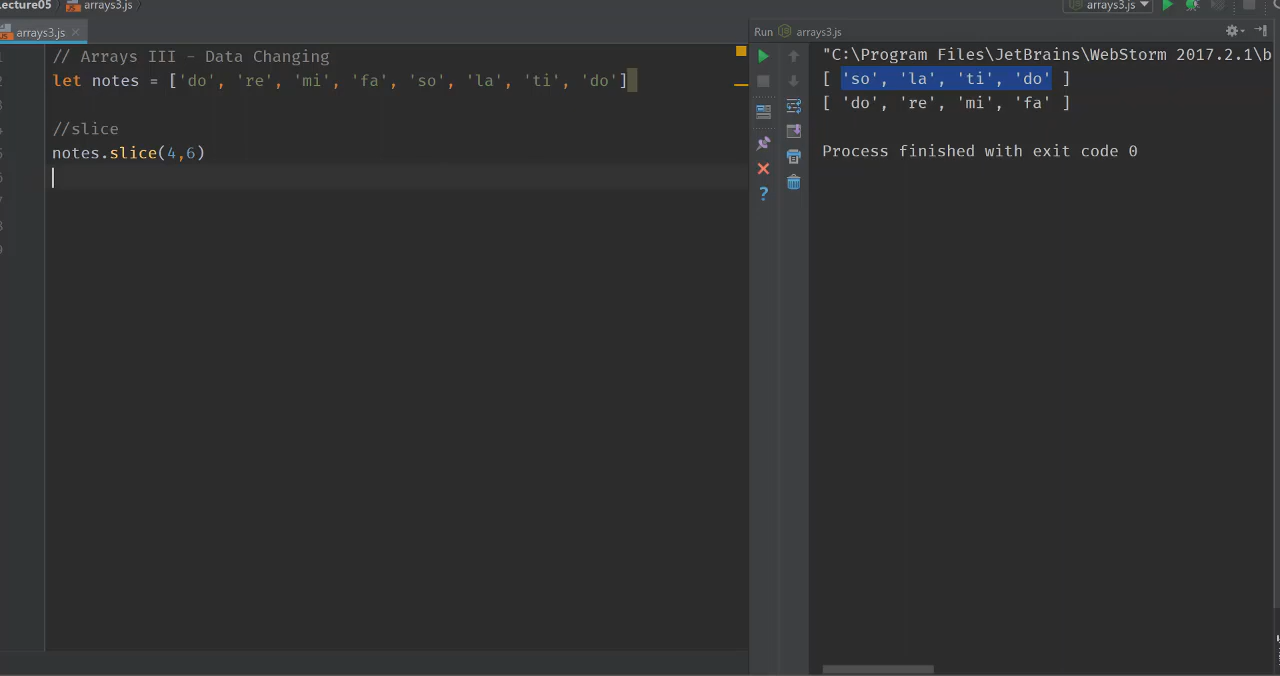 Lecture05 arrays3.js
arrays3.js
arrays3.js
Run arrays3.js
// Arrays III - Data Changing
let notes = ['do', 're', 'mi', 'fa', 'so', 'la', 'ti', 'do']
//slice
notes.slice(4,6)
"C:\Program Files\JetBrains\WebStorm 2017.2.1\b
[ 'so', 'la', 'ti', 'do' ]
[ 'do', 're', 'mi', 'fa' ]
Process finished with exit code 0